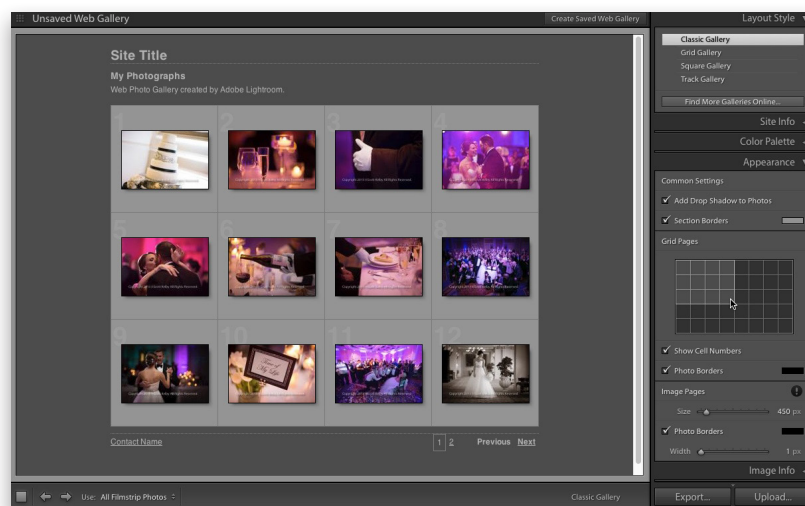 Unsaved Web Gallery
Create Saved Web Gallery
Layout Style
Site Title
My Photographs
Web Photo Gallery created by Adobe Lightroom.
1
2
3
4
5
6
7
8
9
10
11
12
Contact Name
1 2
Previous Next
Use: All Filmstrip Photos
Classic Gallery
Classic Gallery
Grid Gallery
Square Gallery
Track Gallery
Find More Galleries Online...
Site Info
Color Palette
Appearance
Common Settings
Add Drop Shadow to Photos
Section Borders
Grid Pages
Show Cell Numbers
Photo Borders
Image Pages
Size 450 px
Photo Borders
Width 1 px
Image Info
Export... Upload...